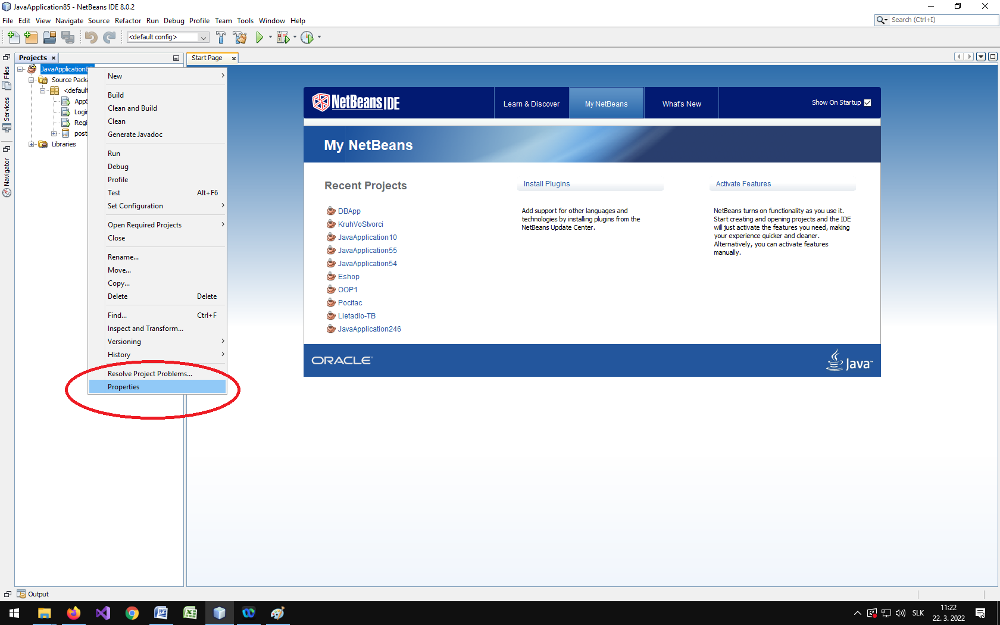 JavaApplication85 - NetBeans IDE 8.0.2
File Edit View Navigate Source Refactor Run Debug Profile Team Tools Window Help
Search (Ctrl+I)
<default config>
Projects
Start Page
Files
Services
Navigator
JavaApplication8
Source Packa
<default
AppS
Login
Regi
post
Libraries
New
Build
Clean and Build
Clean
Generate Javadoc
Run
Debug
Profile
Test Alt+F6
Set Configuration
Open Required Projects
Close
Rename...
Move...
Copy...
Delete Delete
Find... Ctrl+F
Inspect and Transform...
Versioning
History
Resolve Project Problems...
Properties
NetBeans IDE
Learn & Discover
My NetBeans
What's New
Show On Startup
My NetBeans
Recent Projects
DBApp
KruhVoStvorci
JavaApplication10
JavaApplication55
JavaApplication54
Eshop
OOP1
Pocitac
Lietadlo-TB
JavaApplication246
Install Plugins
Add support for other languages and
technologies by installing plugins from the
NetBeans Update Center.
Activate Features
NetBeans turns on functionality as you use it.
Start creating and opening projects and the IDE
will just activate the features you need, making
your experience quicker and cleaner.
Alternatively, you can activate features
manually.
ORACLE
Java™
Output
SLK
11:22
22. 3. 2022